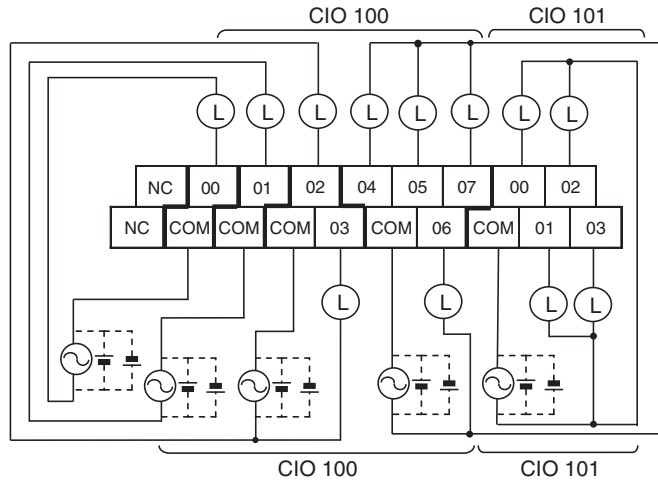 CIO 100 CIO 101
L L L L L L L L
NC 00 01 02 04 05 07 00 02
NC COM COM COM 03 COM 06 COM 01 03
L L L L
CIO 100 CIO 101